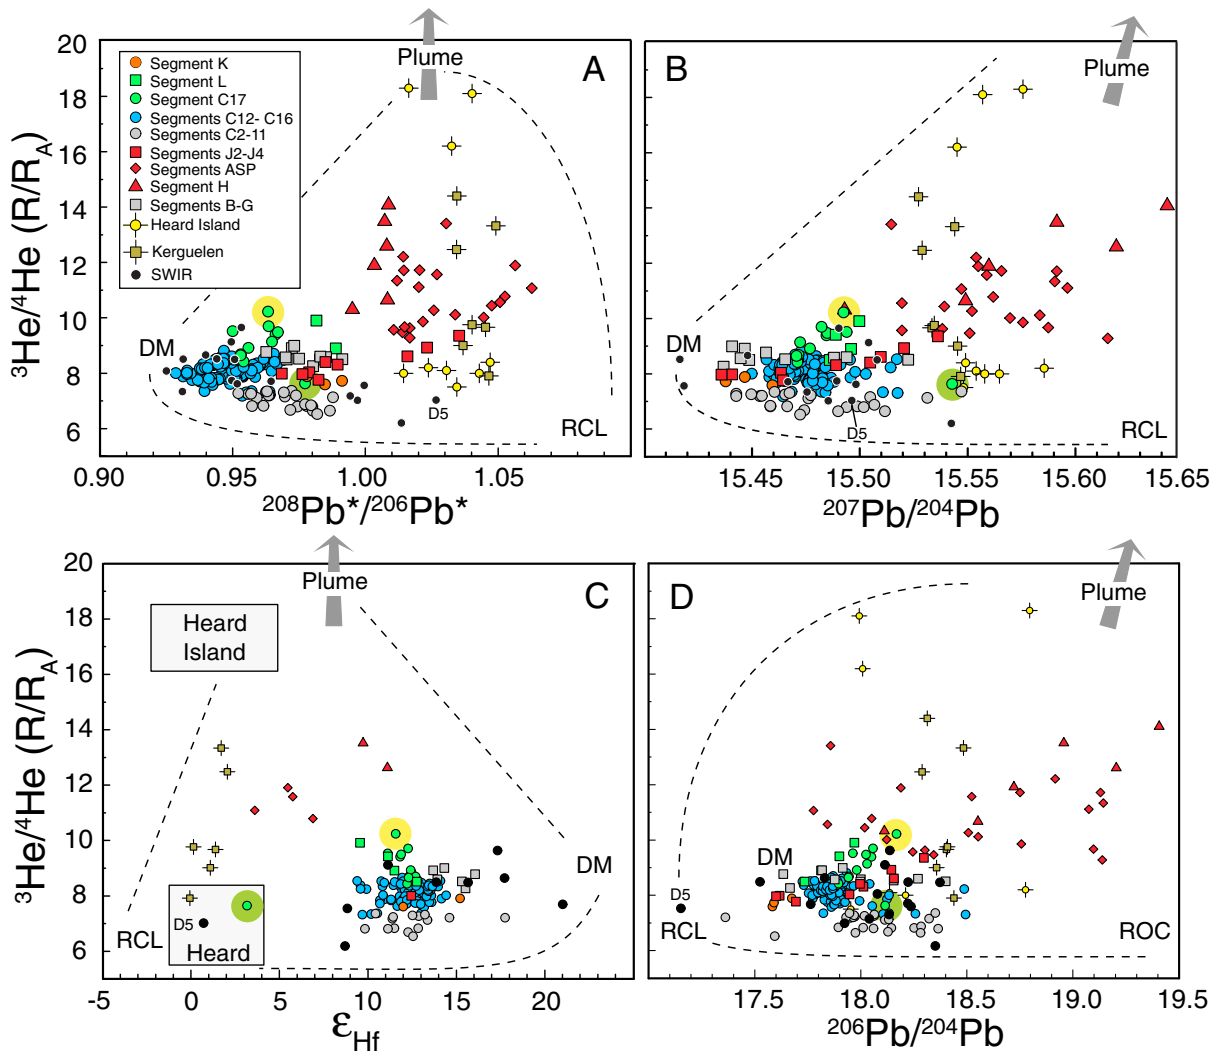 20
18
16
14
12
10
8
6
³He/⁴He (R/R_A)
Plume
A
Segment K
Segment L
Segment C17
Segments C12- C16
Segments C2-11
Segments J2-J4
Segments ASP
Segment H
Segments B-G
Heard Island
Kerguelen
SWIR
DM
D5
RCL
0.90
0.95
1.00
1.05
²⁰⁸Pb*/²⁰⁶Pb*
B
Plume
DM
D5
RCL
15.45
15.50
15.55
15.60
15.65
²⁰⁷Pb/²⁰⁴Pb
20
18
16
14
12
10
8
6
³He/⁴He (R/R_A)
Plume
C
Heard
Island
DM
RCL
D5
Heard
-5
0
5
10
15
20
ε_Hf
D
Plume
DM
D5
RCL
ROC
17.5
18.0
18.5
19.0
19.5
²⁰⁶Pb/²⁰⁴Pb